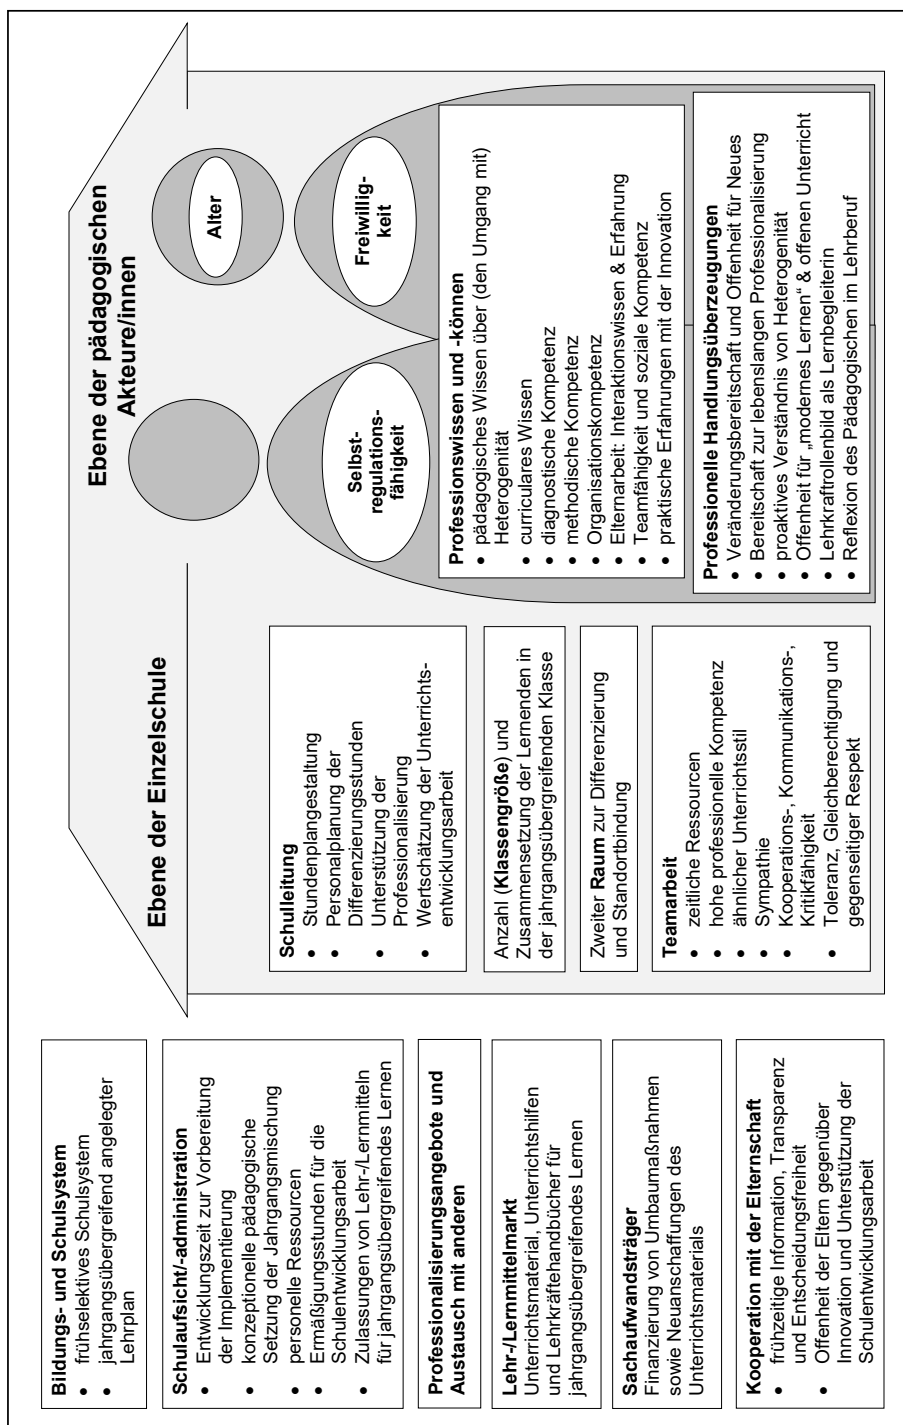 Bildungs- und Schulsystem
• frühselektives Schulsystem
• jahrgangsübergreifend angelegter
Lehrplan
Schulaufsicht/-administration
• Entwicklungszeit zur Vorbereitung
der Implementierung
• konzeptionelle pädagogische
Setzung der Jahrgangsmischung
• personelle Ressourcen
• Ermäßigungsstunden für die
Schulentwicklungsarbeit
• Zulassungen von Lehr-/Lernmitteln
für jahrgangsübergreifendes Lernen
Professionalisierungsangebote und
Austausch mit anderen
Lehr-/Lernmittelmarkt
Unterrichtsmaterial, Unterrichtshilfen
und Lehrkräftehandbücher für
jahrgangsübergreifendes Lernen
Sachaufwandsträger
Finanzierung von Umbaumaßnahmen
sowie Neuanschaffungen des
Unterrichtsmaterials
Kooperation mit der Elternschaft
• frühzeitige Information, Transparenz
und Entscheidungsfreiheit
• Offenheit der Eltern gegenüber
Innovation und Unterstützung der
Schulentwicklungsarbeit
Ebene der Einzelschule
Schulleitung
• Stundenplangestaltung
• Personalplanung der
Differenzierungsstunden
• Unterstützung der
Professionalisierung
• Wertschätzung der Unterrichts-
entwicklungsarbeit
Anzahl (Klassengröße) und
Zusammensetzung der Lernenden in
der jahrgangsübergreifenden Klasse
Zweiter Raum zur Differenzierung
und Standortbindung
Teamarbeit
• zeitliche Ressourcen
• hohe professionelle Kompetenz
• ähnlicher Unterrichtsstil
• Sympathie
• Kooperations-, Kommunikations-,
Kritikfähigkeit
• Toleranz, Gleichberechtigung und
gegenseitiger Respekt
Ebene der pädagogischen
Akteure/innen
Selbst-
regulations-
fähigkeit
Alter
Freiwillig-
keit
Professionswissen und -können
• pädagogisches Wissen über (den Umgang mit)
Heterogenität
• curriculares Wissen
• diagnostische Kompetenz
• methodische Kompetenz
• Organisationskompetenz
• Elternarbeit: Interaktionswissen & Erfahrung
• Teamfähigkeit und soziale Kompetenz
• praktische Erfahrungen mit der Innovation
Professionelle Handlungsüberzeugungen
• Veränderungsbereitschaft und Offenheit für Neues
• Bereitschaft zur lebenslangen Professionalisierung
• proaktives Verständnis von Heterogenität
• Offenheit für „modernes Lernen“ & offenen Unterricht
• Lehrkraftrollenbild als Lernbegleiterin
• Reflexion des Pädagogischen im Lehrberuf